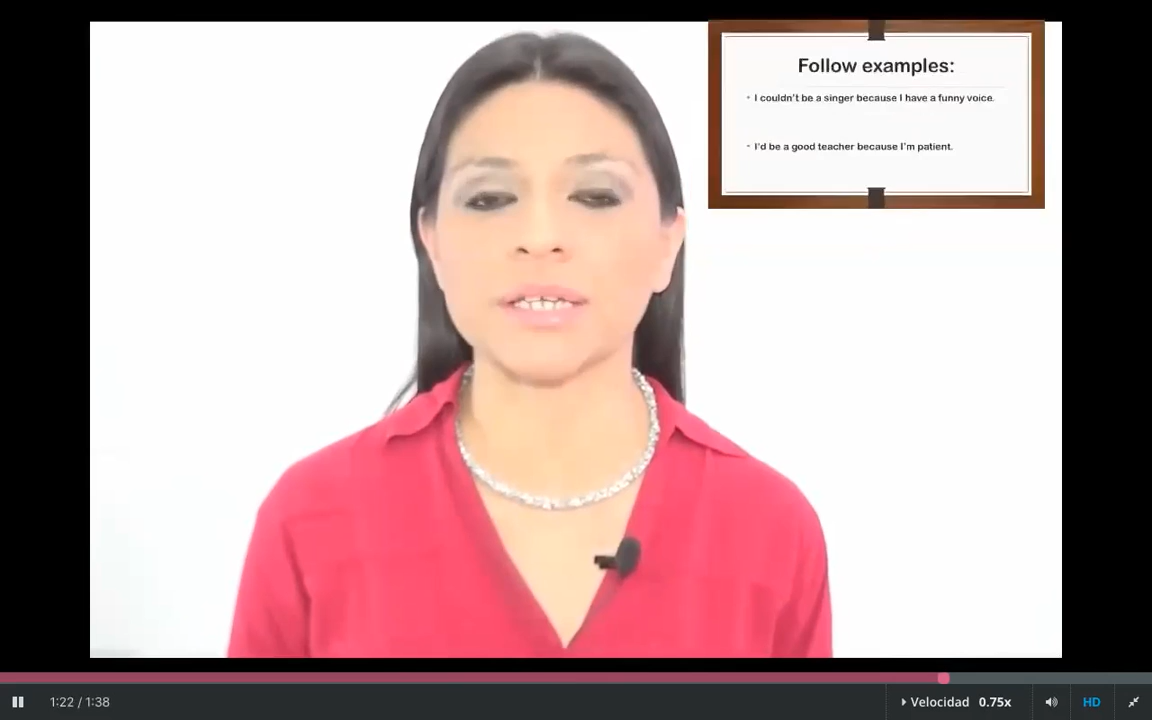 Follow examples:
• I couldn't be a singer because I have a funny voice.
• I'd be a good teacher because I'm patient.
1:22 / 1:38
Velocidad 0.75x
HD